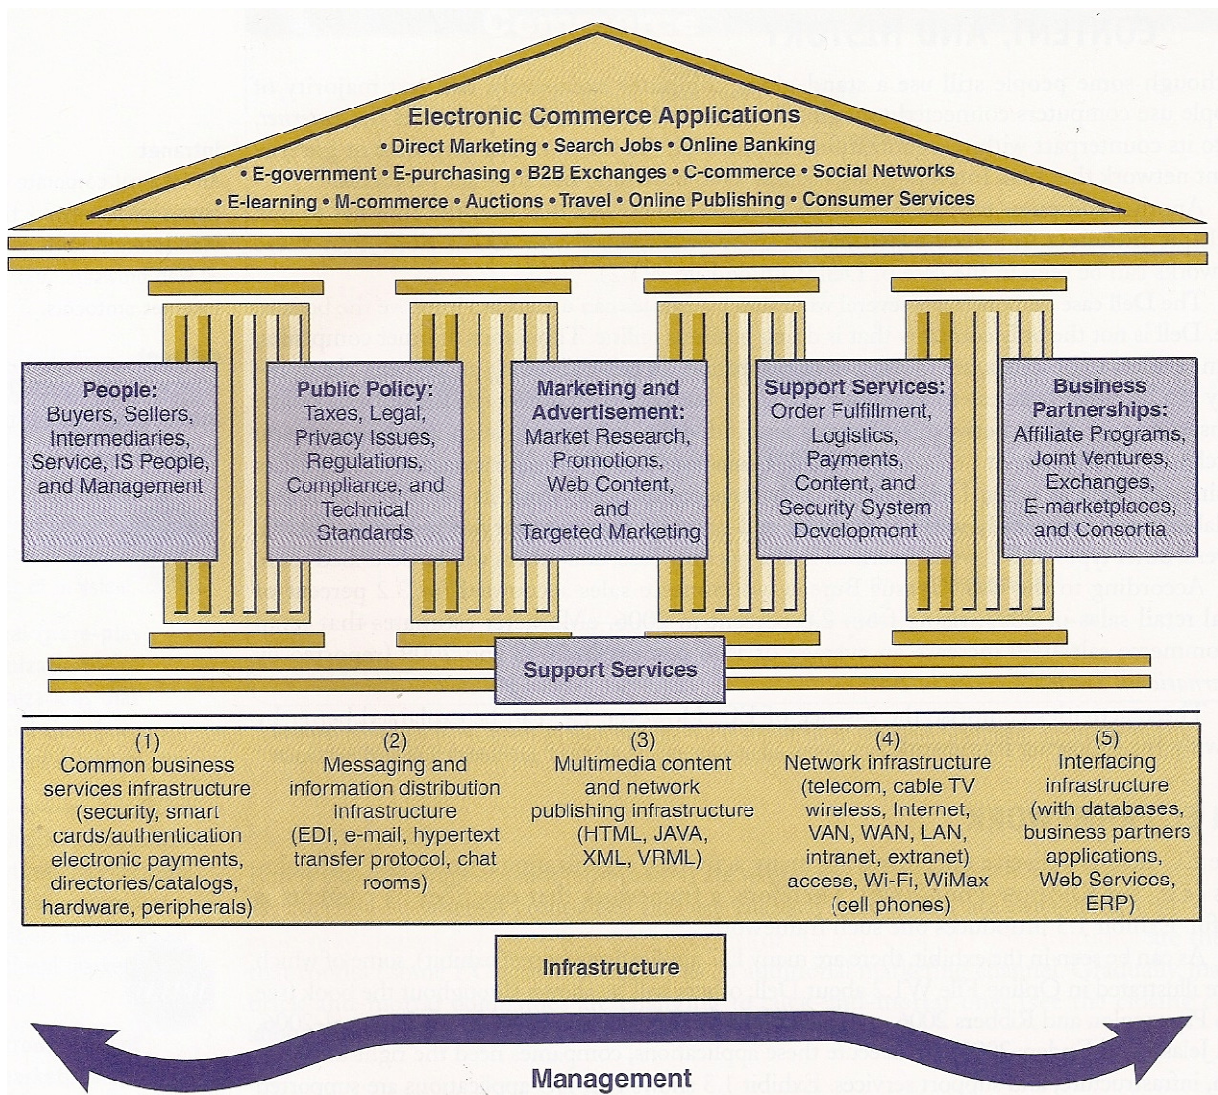 Electronic Commerce Applications
• Direct Marketing • Search Jobs • Online Banking
• E-government • E-purchasing • B2B Exchanges • C-commerce • Social Networks
• E-learning • M-commerce • Auctions • Travel • Online Publishing • Consumer Services
People:
Buyers, Sellers,
Intermediaries,
Service, IS People,
and Management
Public Policy:
Taxes, Legal,
Privacy Issues,
Regulations,
Compliance, and
Technical
Standards
Marketing and
Advertisement:
Market Research,
Promotions,
Web Content,
and
Targeted Marketing
Support Services:
Order Fulfillment,
Logistics,
Payments,
Content, and
Security System
Development
Business
Partnerships:
Affiliate Programs,
Joint Ventures,
Exchanges,
E-marketplaces,
and Consortia
Support Services
(1)
Common business
services infrastructure
(security, smart
cards/authentication
electronic payments,
directories/catalogs,
hardware, peripherals)
(2)
Messaging and
information distribution
infrastructure
(EDI, e-mail, hypertext
transfer protocol, chat
rooms)
(3)
Multimedia content
and network
publishing infrastructure
(HTML, JAVA,
XML, VRML)
(4)
Network infrastructure
(telecom, cable TV
wireless, Internet,
VAN, WAN, LAN,
intranet, extranet)
access, Wi-Fi, WiMax
(cell phones)
(5)
Interfacing
infrastructure
(with databases,
business partners
applications,
Web Services,
ERP)
Infrastructure
Management